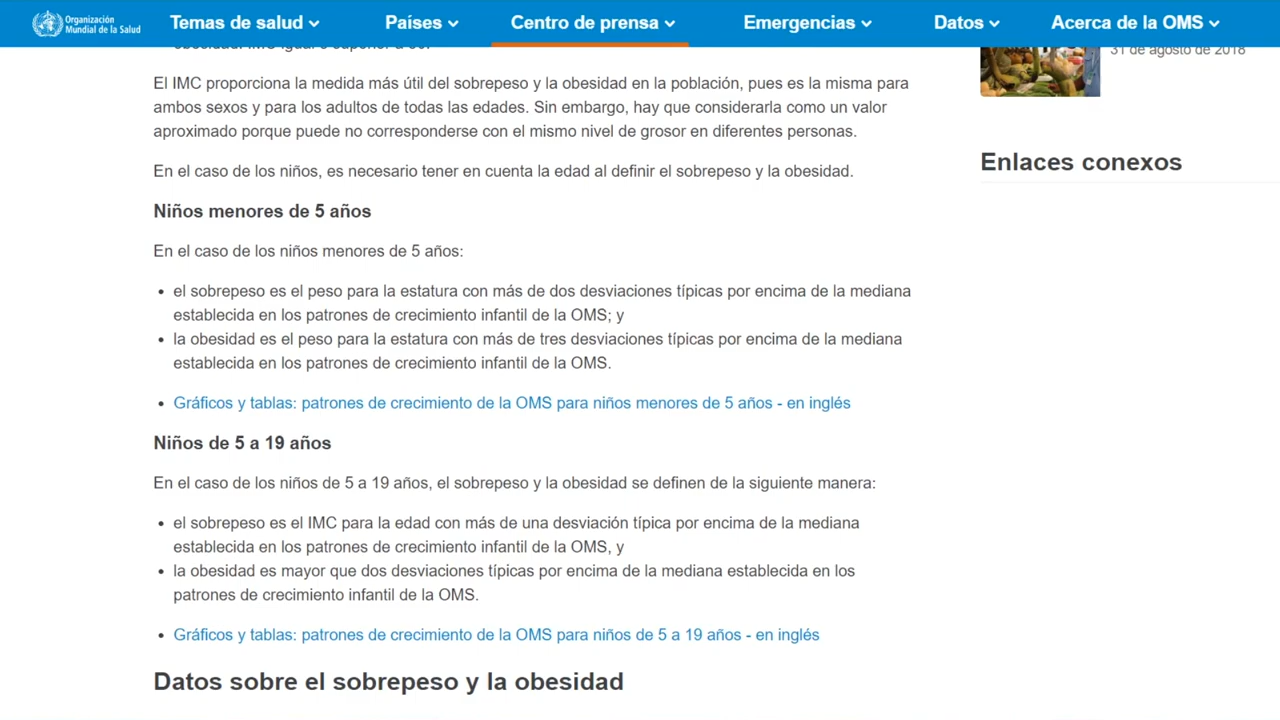 Organización
Mundial de la Salud
Temas de salud
Países
Centro de prensa
Emergencias
Datos
Acerca de la OMS
31 de agosto de 2018
El IMC proporciona la medida más útil del sobrepeso y la obesidad en la población, pues es la misma para
ambos sexos y para los adultos de todas las edades. Sin embargo, hay que considerarla como un valor
aproximado porque puede no corresponderse con el mismo nivel de grosor en diferentes personas.
En el caso de los niños, es necesario tener en cuenta la edad al definir el sobrepeso y la obesidad.
Niños menores de 5 años
En el caso de los niños menores de 5 años:
• el sobrepeso es el peso para la estatura con más de dos desviaciones típicas por encima de la mediana
establecida en los patrones de crecimiento infantil de la OMS; y
• la obesidad es el peso para la estatura con más de tres desviaciones típicas por encima de la mediana
establecida en los patrones de crecimiento infantil de la OMS.
• Gráficos y tablas: patrones de crecimiento de la OMS para niños menores de 5 años - en inglés
Niños de 5 a 19 años
En el caso de los niños de 5 a 19 años, el sobrepeso y la obesidad se definen de la siguiente manera:
• el sobrepeso es el IMC para la edad con más de una desviación típica por encima de la mediana
establecida en los patrones de crecimiento infantil de la OMS, y
• la obesidad es mayor que dos desviaciones típicas por encima de la mediana establecida en los
patrones de crecimiento infantil de la OMS.
• Gráficos y tablas: patrones de crecimiento de la OMS para niños de 5 a 19 años - en inglés
Datos sobre el sobrepeso y la obesidad
Enlaces conexos